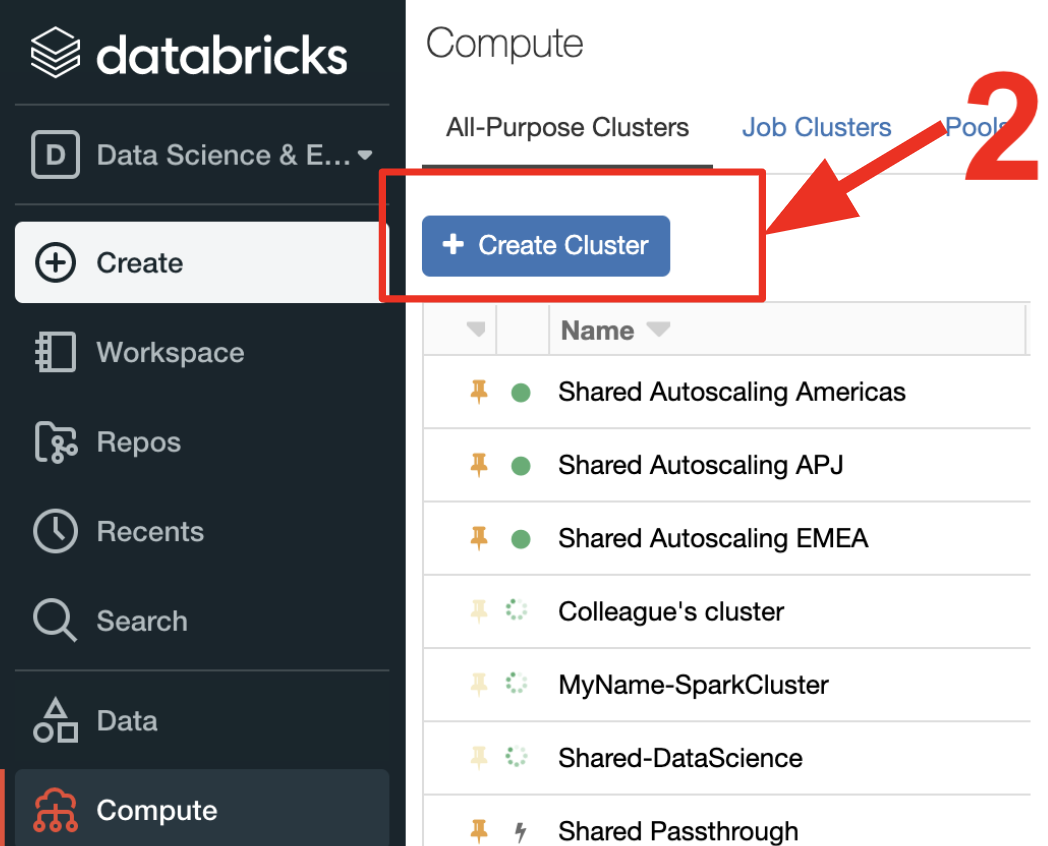 databricks
D Data Science & E...
Create
Workspace
Repos
Recents
Search
Data
Compute
Compute
All-Purpose Clusters Job Clusters Pools
2
+ Create Cluster
Name
Shared Autoscaling Americas
Shared Autoscaling APJ
Shared Autoscaling EMEA
Colleague's cluster
MyName-SparkCluster
Shared-DataScience
Shared Passthrough